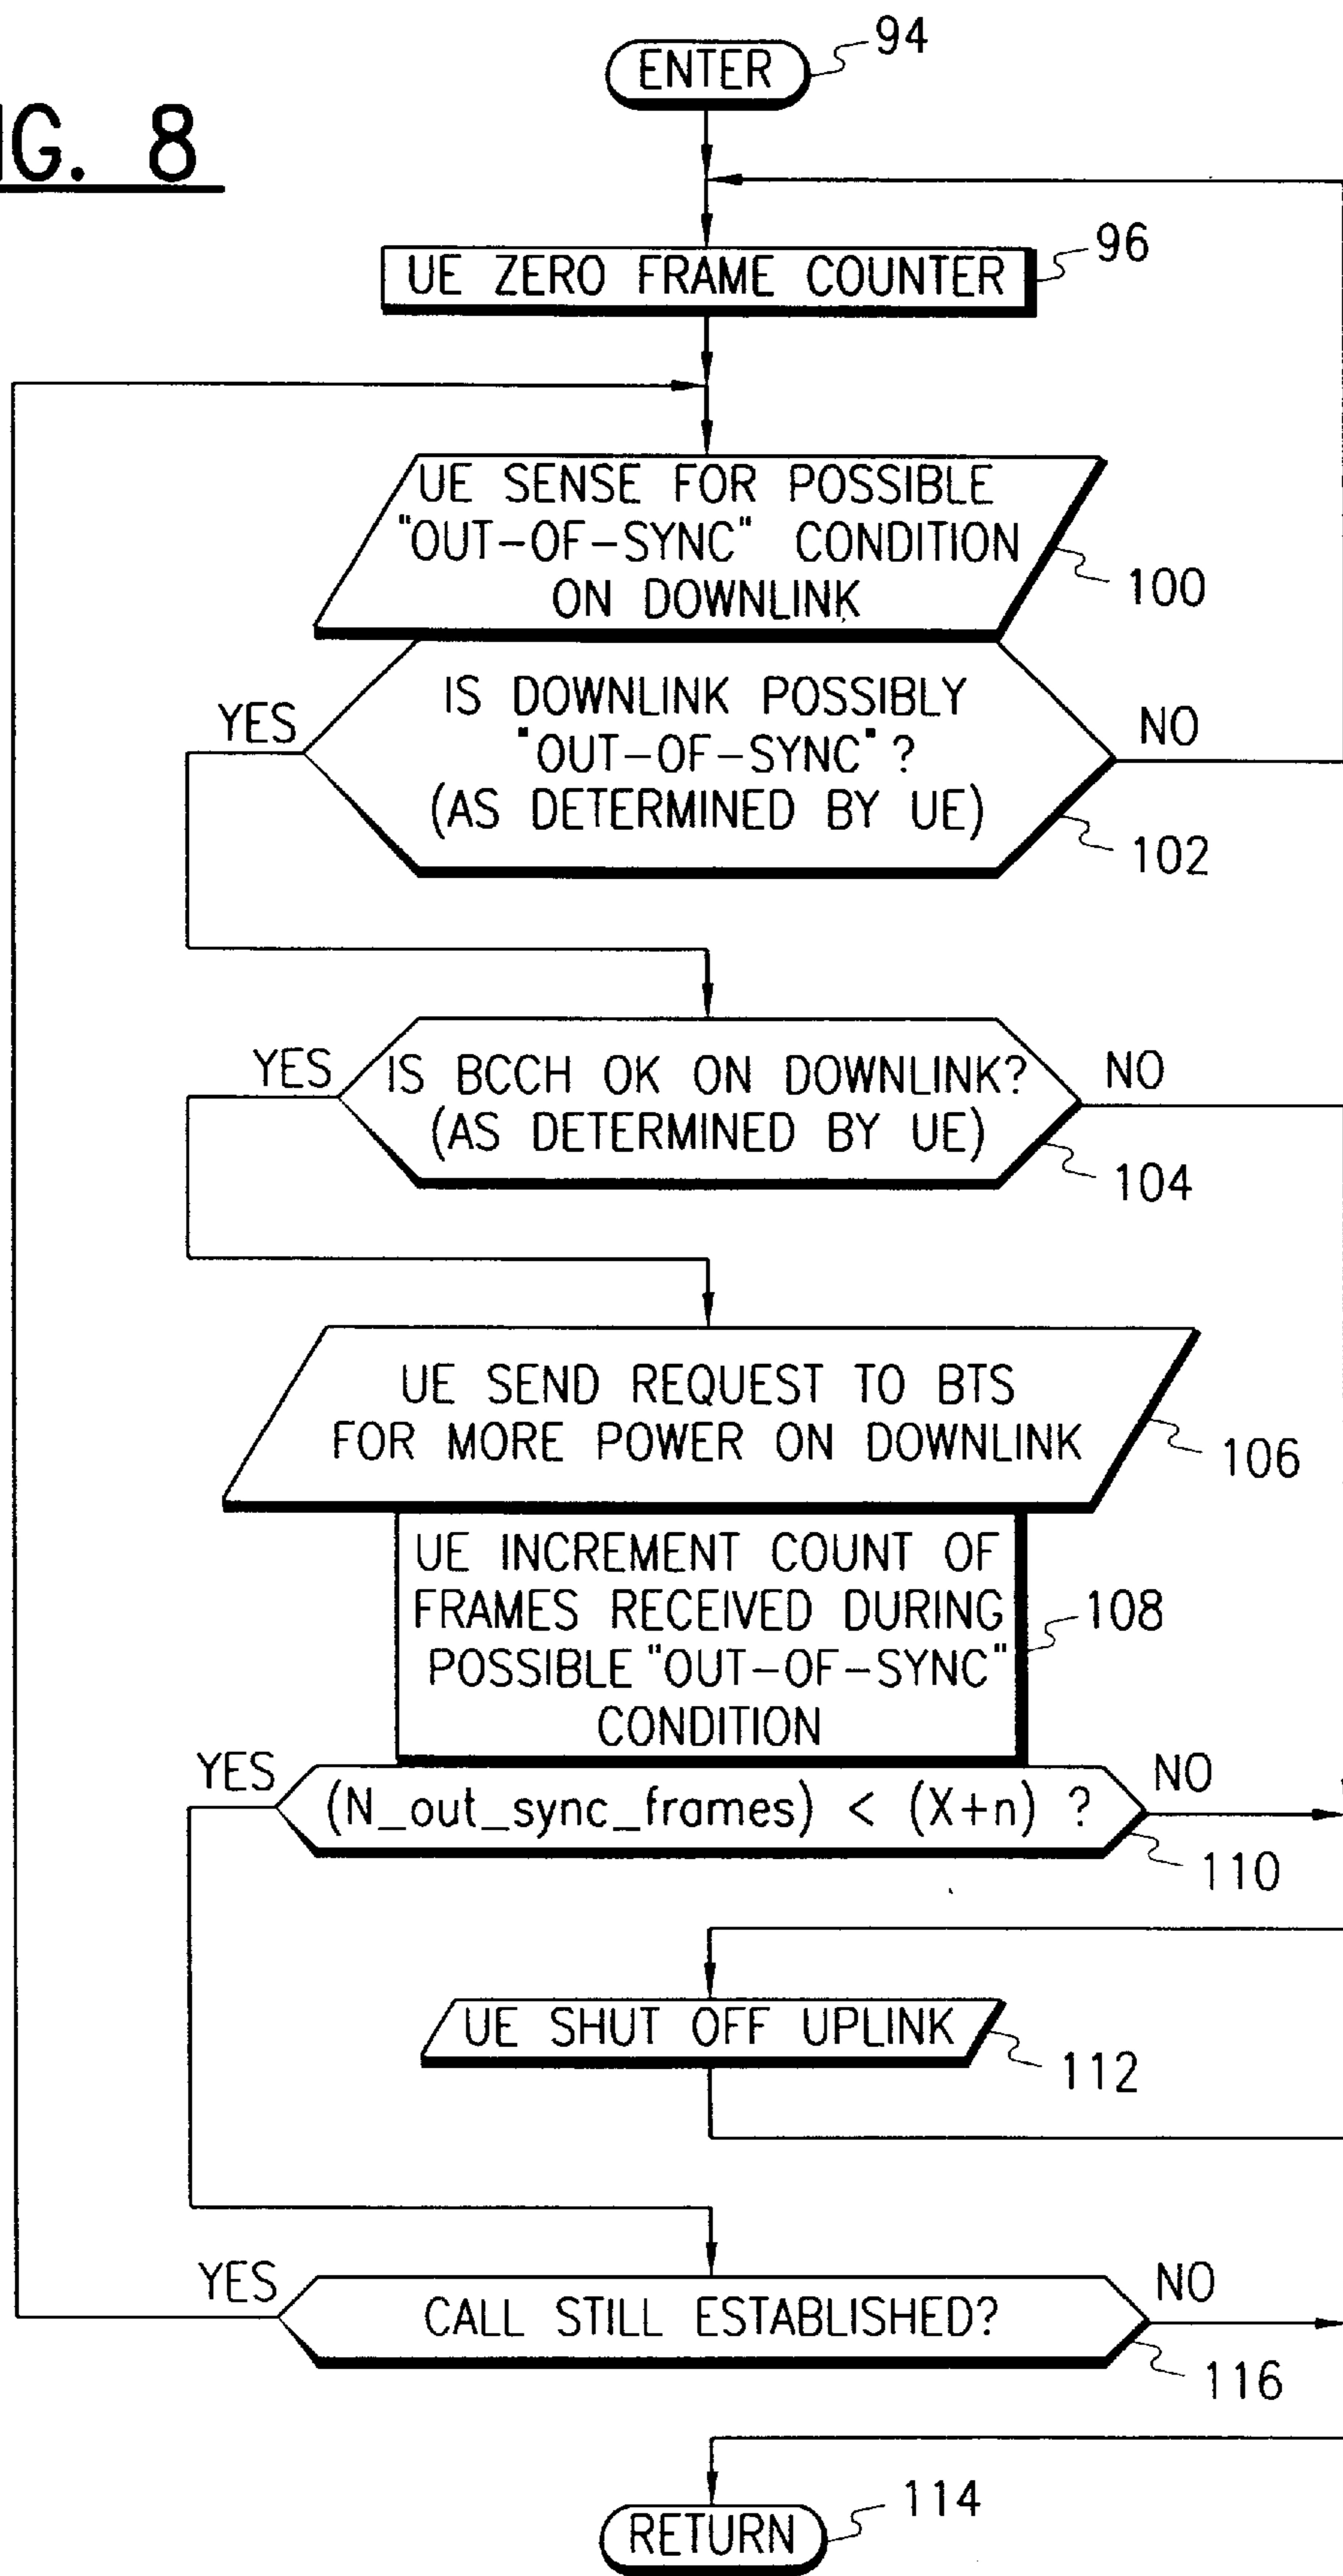 IG. 8
ENTER
94
UE ZERO FRAME COUNTER
96
UE SENSE FOR POSSIBLE
"OUT-OF-SYNC" CONDITION
ON DOWNLINK
100
YES
IS DOWNLINK POSSIBLY
"OUT-OF-SYNC"?
(AS DETERMINED BY UE)
NO
102
YES
IS BCCH OK ON DOWNLINK?
(AS DETERMINED BY UE)
NO
104
UE SEND REQUEST TO BTS
FOR MORE POWER ON DOWNLINK
106
UE INCREMENT COUNT OF
FRAMES RECEIVED DURING
POSSIBLE "OUT-OF-SYNC"
CONDITION
108
YES
(N_out_sync_frames) < (X+n) ?
NO
110
UE SHUT OFF UPLINK
112
YES
CALL STILL ESTABLISHED?
NO
116
RETURN
114